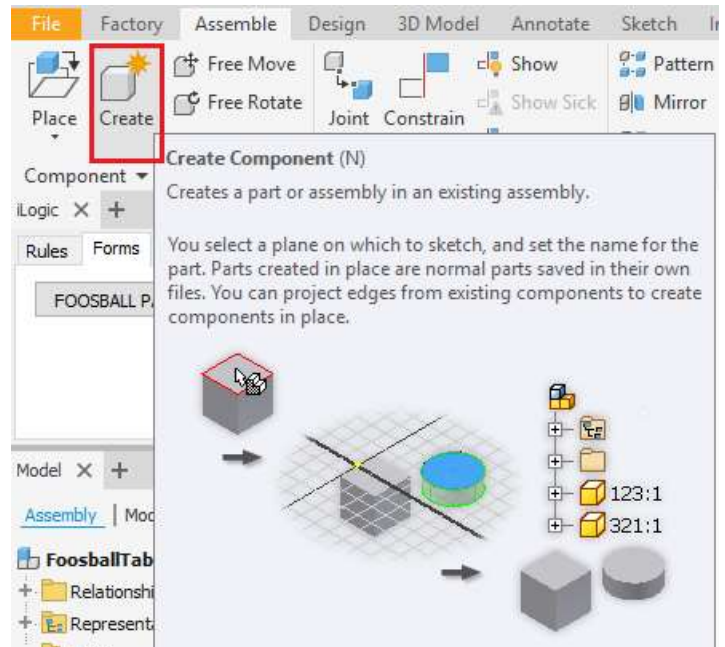 File Factory Assemble Design 3D Model Annotate Sketch
Free Move Show Pattern
Free Rotate Show Sick Mirror
Place Create Joint Constrain
Create Component (N)
Component
Creates a part or assembly in an existing assembly.
iLogic X +
You select a plane on which to sketch, and set the name for the
Rules Forms
part. Parts created in place are normal parts saved in their own
FOOSBALL
files. You can project edges from existing components to create
components in place.
Model X +
123:1
Assembly
321:1
FoosballTab
Relationshi
Representa